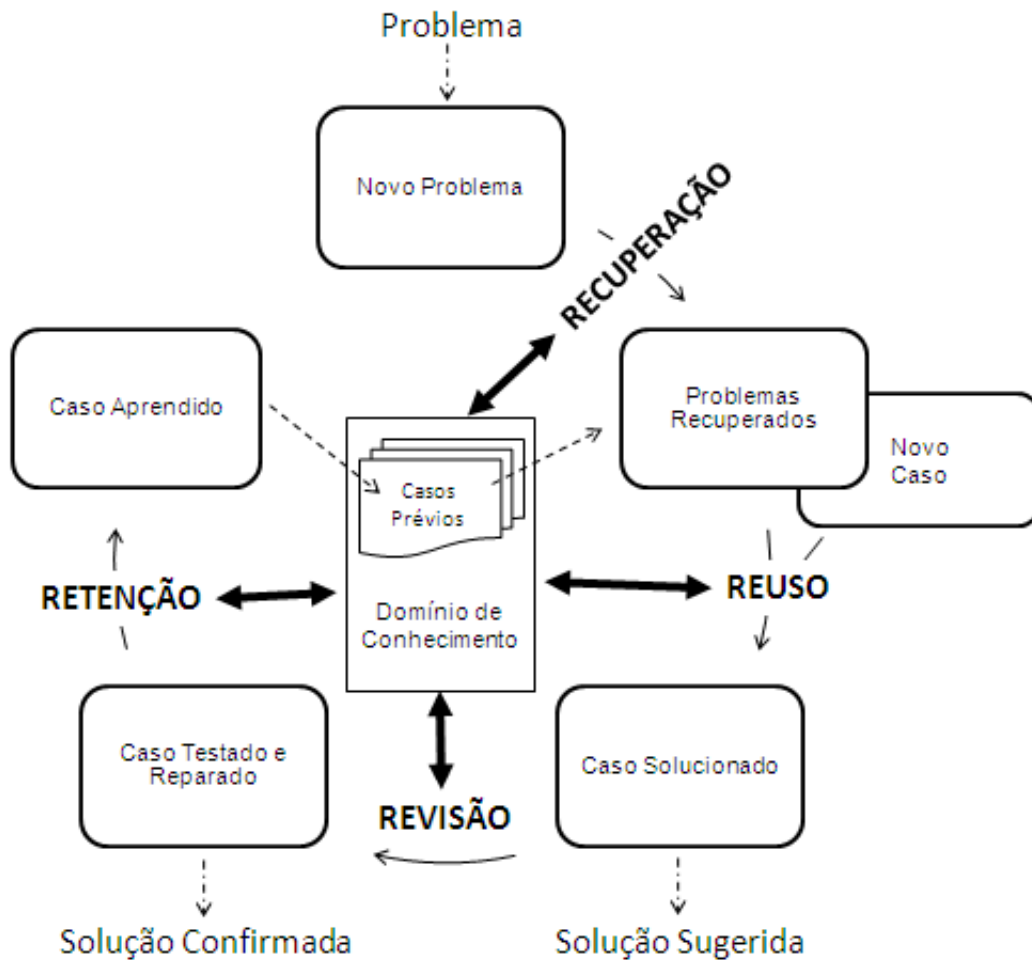 Problema
Novo Problema
RECUPERAÇÃO
Caso Aprendido
Problemas
Recuperados
Novo
Caso
Casos
Prévios
RETENÇÃO
REUSO
Domínio de
Conhecimento
Caso Testado e
Reparado
Caso Solucionado
REVISÃO
Solução Confirmada
Solução Sugerida